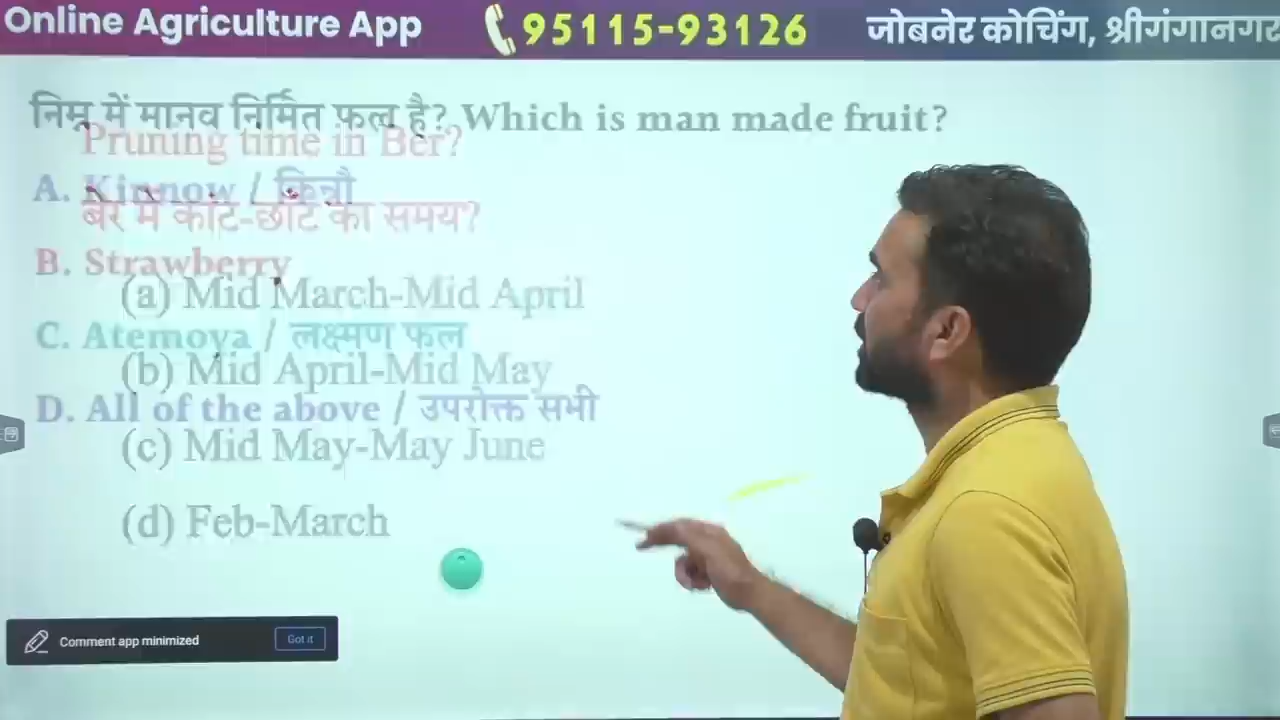 Online Agriculture App 95115-93126 जोबनेर कोचिंग, श्रीगंगानगर
निम्न में मानव निर्मित फल है? Which is man made fruit?
Pruning time in Ber?
A. Kinnow / किन्नौ
बेर में कांट-छांट का समय?
B. Strawberry
(a) Mid March-Mid April
C. Atemoya / लक्ष्मण फल
(b) Mid April-Mid May
D. All of the above / उपरोक्त सभी
(c) Mid May-May June
(d) Feb-March
Comment app minimized Got it